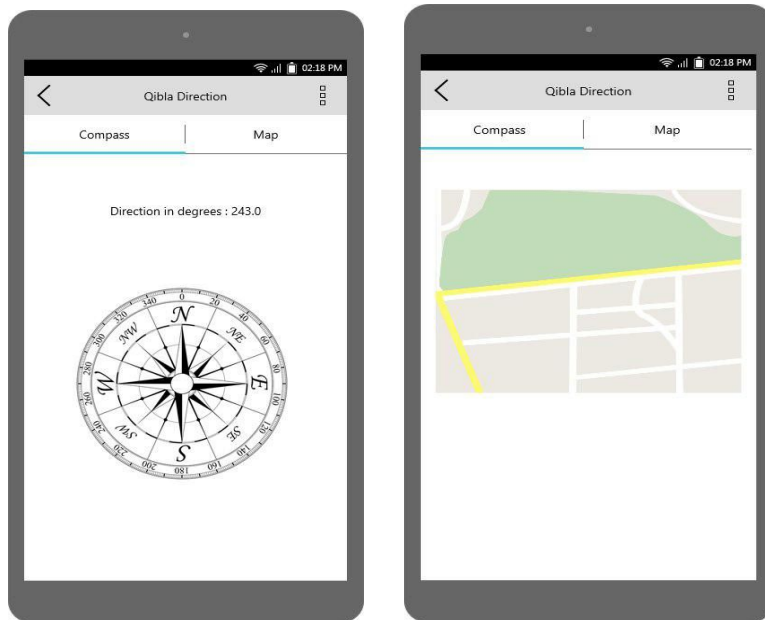 02:18 PM
Qibla Direction
Compass
Map
Direction in degrees : 243.0
0
20
40
60
80
100
120
140
160
180
200
220
240
260
280
300
320
340
N
NE
E
SE
S
SW
W
NW
02:18 PM
Qibla Direction
Compass
Map